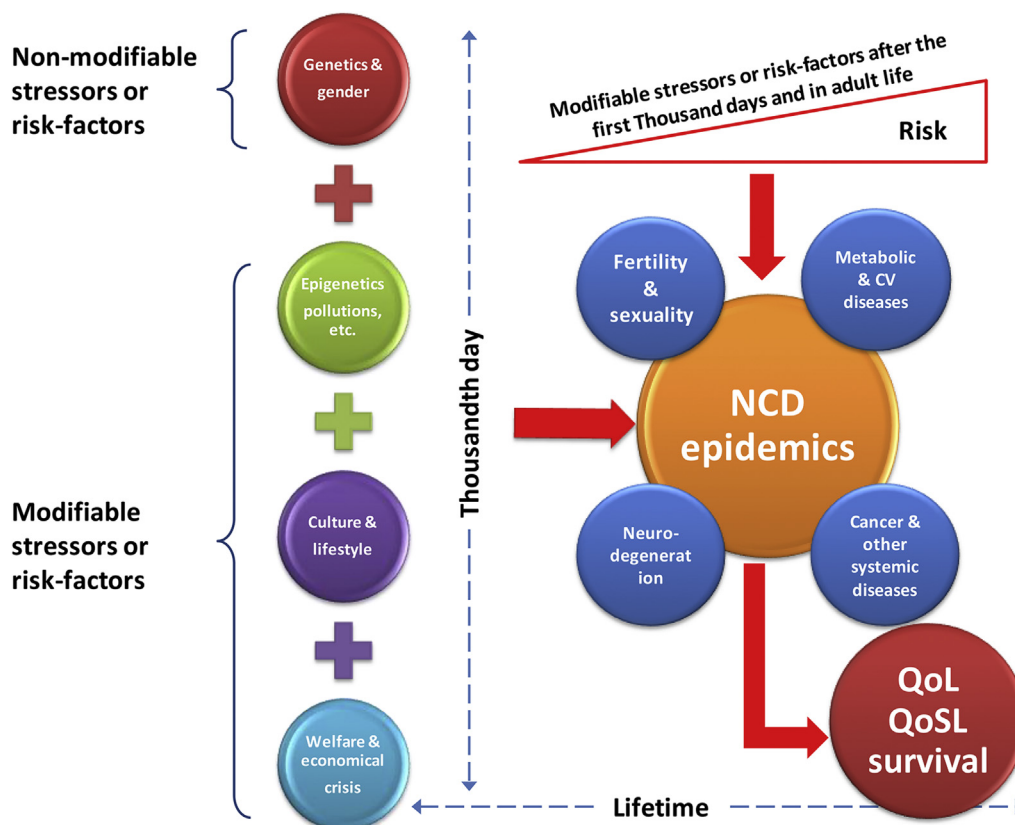 Non-modifiable
stressors or
risk-factors
Genetics &
gender
Epigenetics
pollutions,
etc.
Modifiable
stressors or
risk-factors
Culture &
lifestyle
Welfare &
economical
crisis
Thousandth day
Modifiable stressors or risk-factors after the
first Thousand days and in adult life
Risk
Fertility
&
sexuality
Metabolic
& CV
diseases
NCD
epidemics
Neuro-
degenerat
ion
Cancer &
other
systemic
diseases
QoL
QoSL
survival
Lifetime